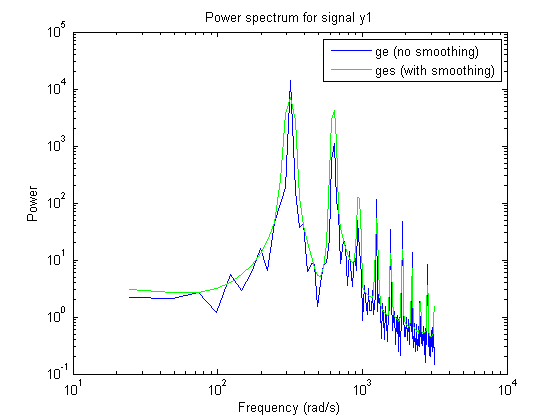 Power spectrum for signal y1
ge (no smoothing)
ges (with smoothing)
10^5
10^4
10^3
10^2
10^1
10^0
10^-1
Power
10^1 10^2 10^3 10^4
Frequency (rad/s)